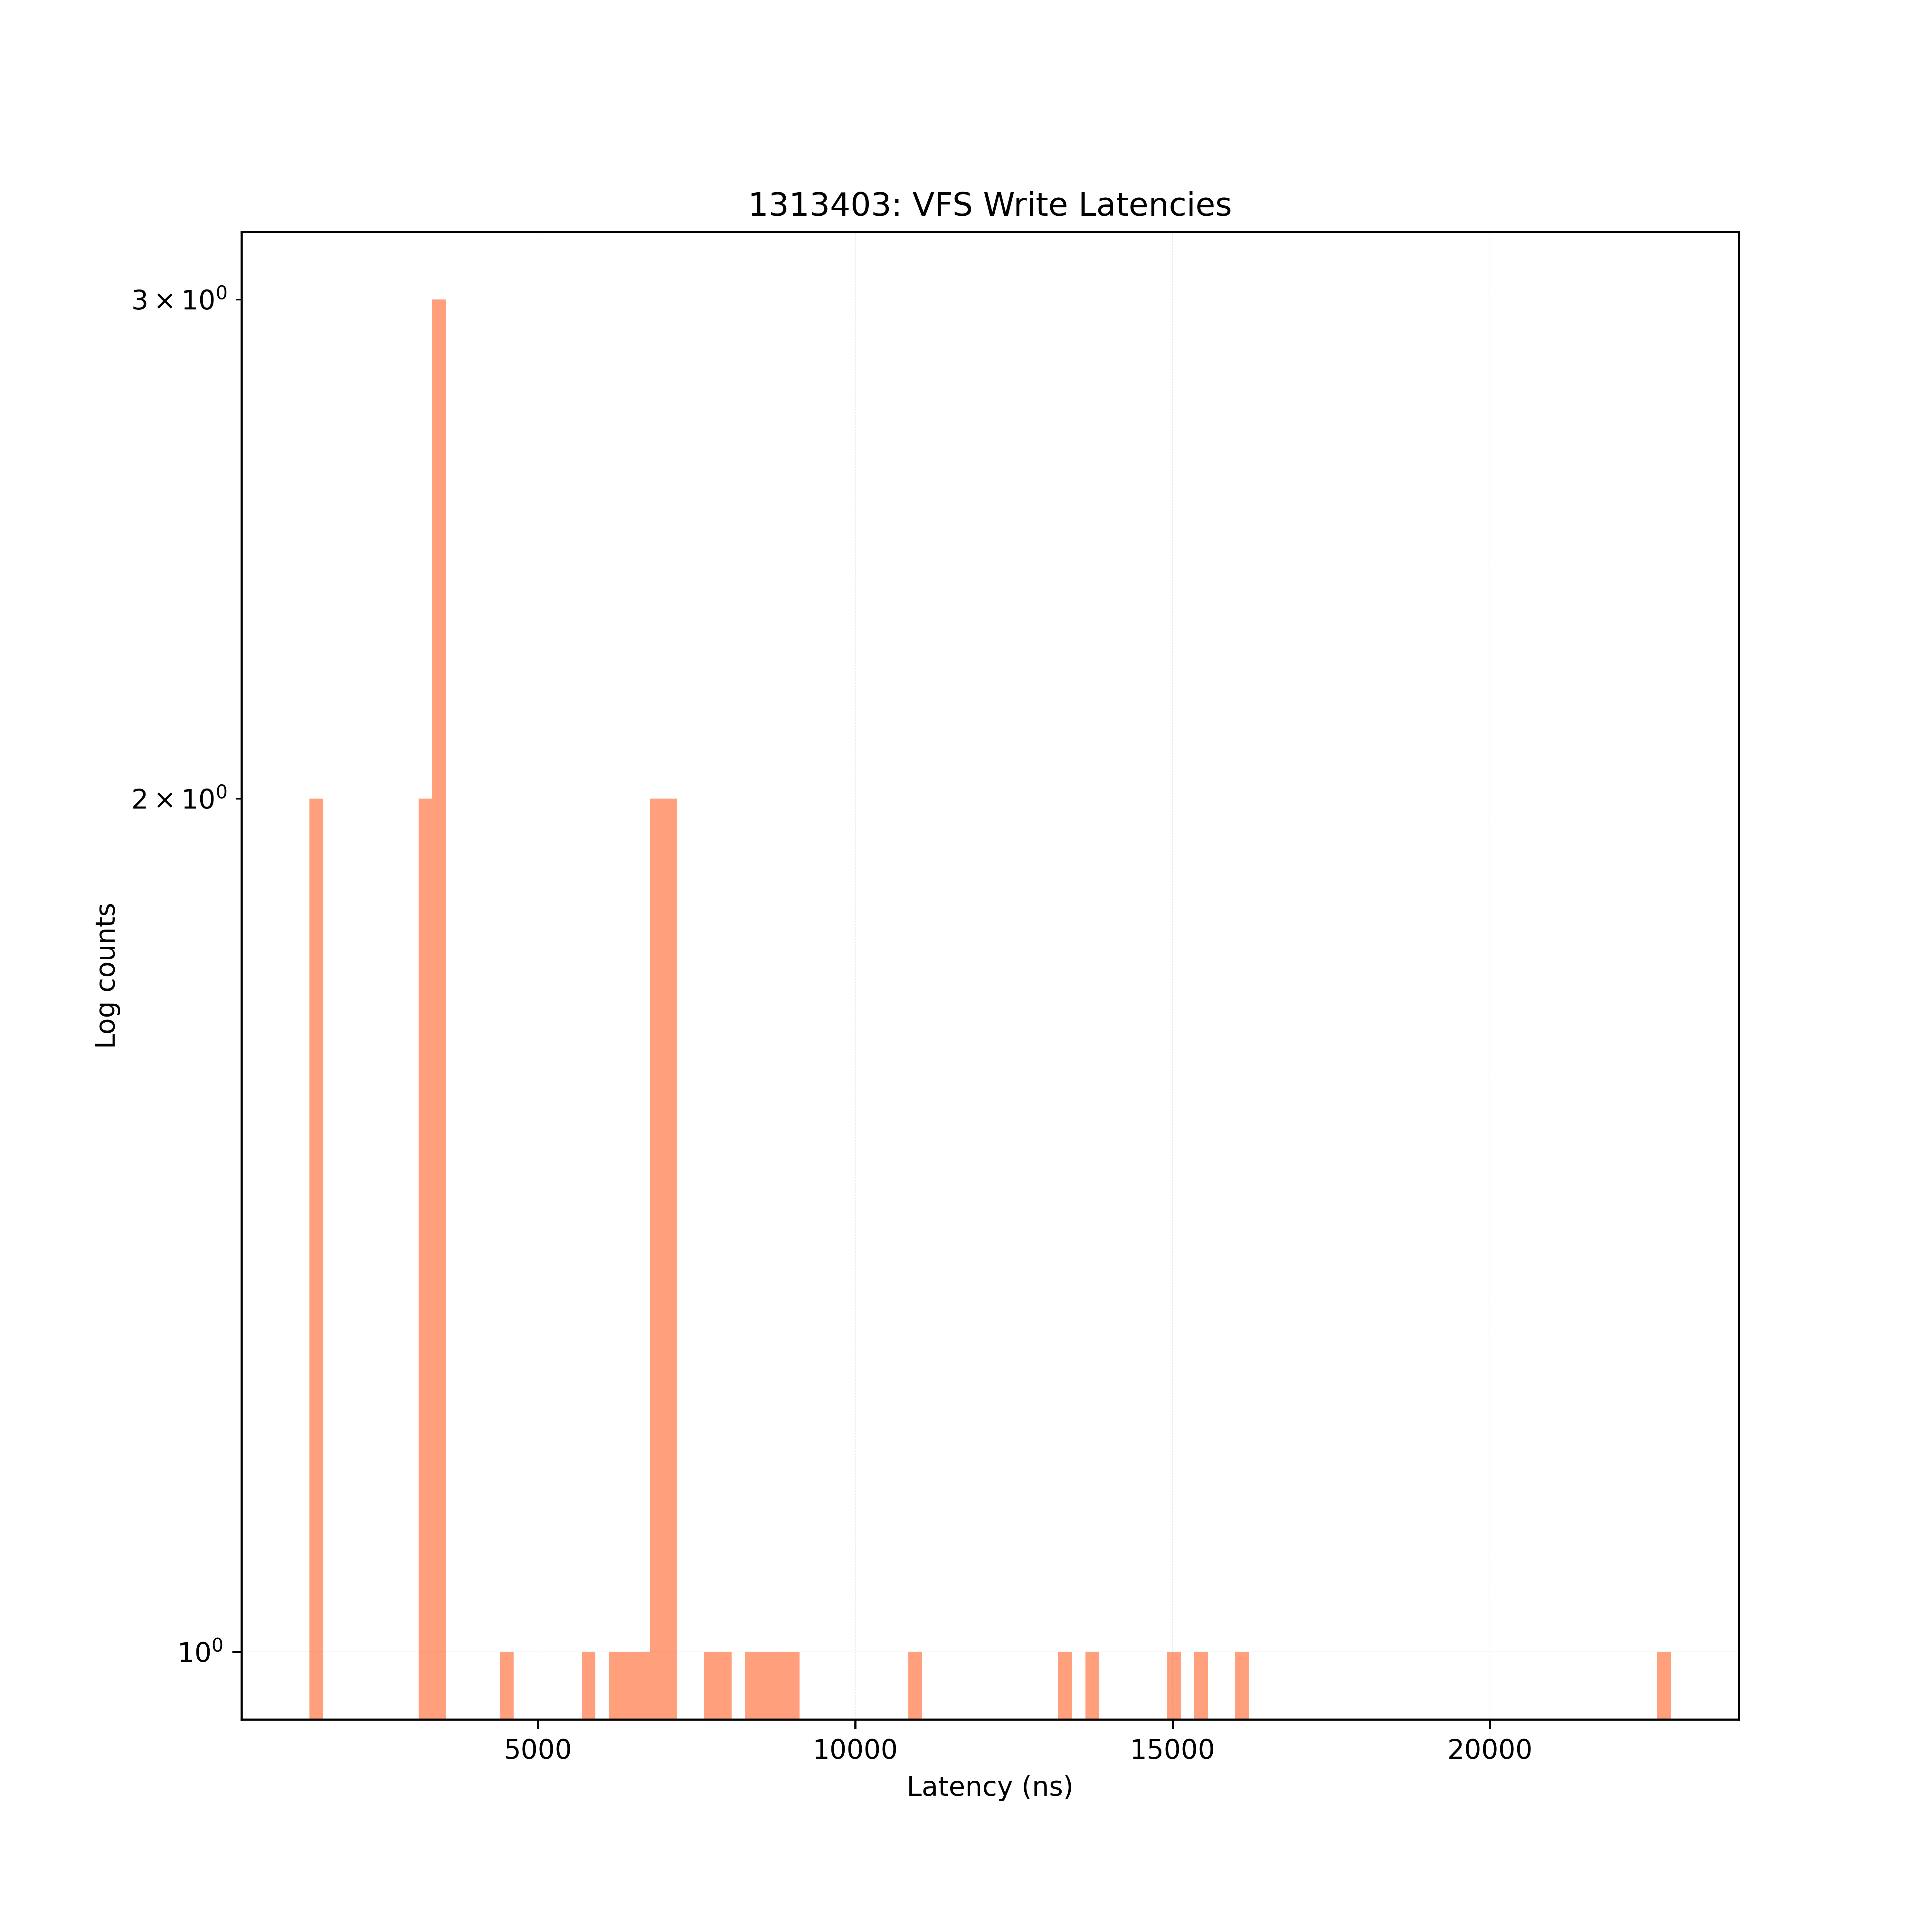 1313403: VFS Write Latencies
3 × 10⁰
2 × 10⁰
10⁰
Log counts
5000 10000 15000 20000
Latency (ns)